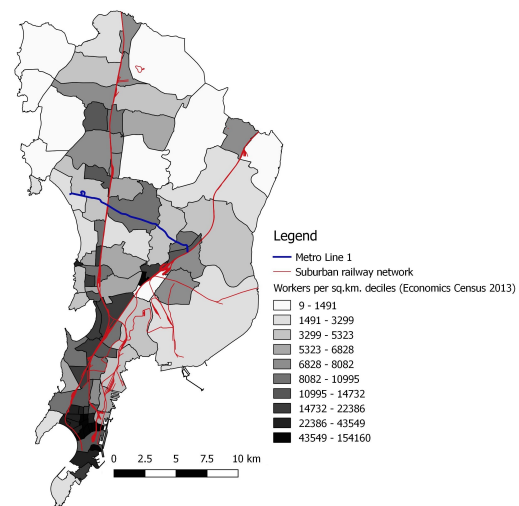 Legend
Metro Line 1
Suburban railway network
Workers per sq.km. deciles (Economics Census 2013)
9 - 1491
1491 - 3299
3299 - 5323
5323 - 6828
6828 - 8082
8082 - 10995
10995 - 14732
14732 - 22386
22386 - 43549
43549 - 154160
0 2.5 5 7.5 10 km